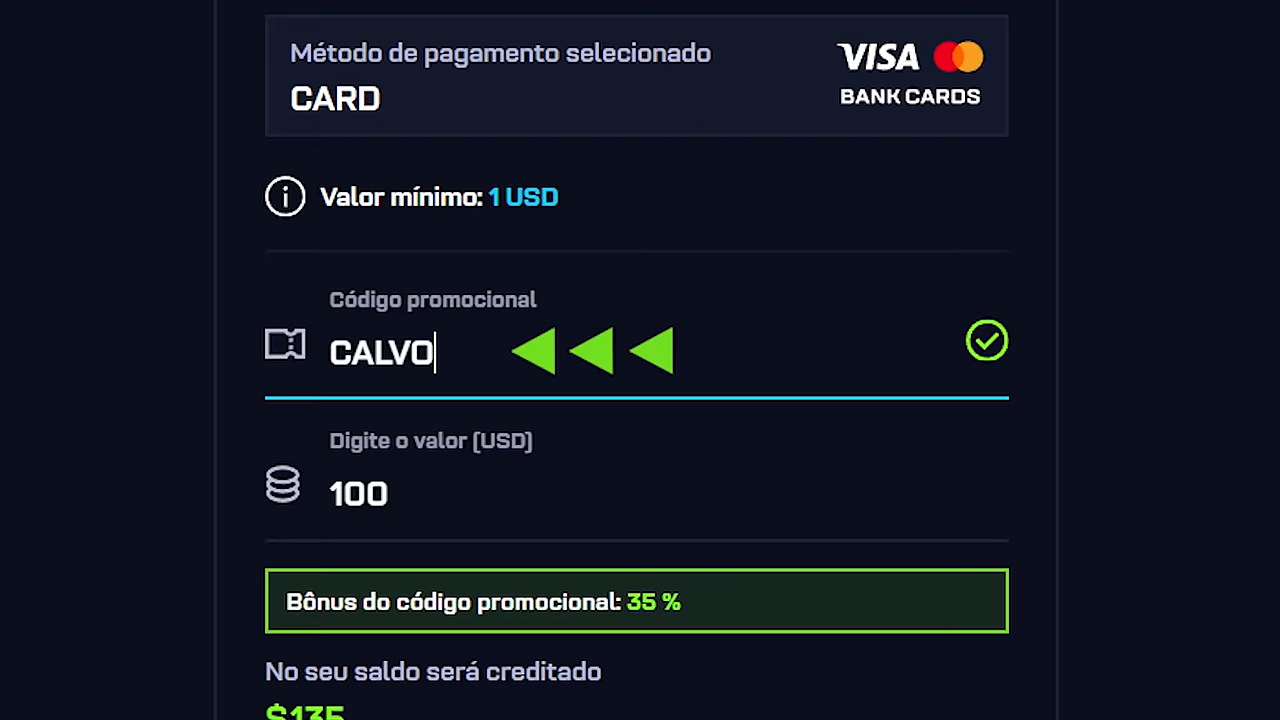 Método de pagamento selecionado
CARD
VISA
BANK CARDS
Valor mínimo: 1 USD
Código promocional
CALVO
Digite o valor (USD)
100
Bônus do código promocional: 35 %
No seu saldo será creditado
$135